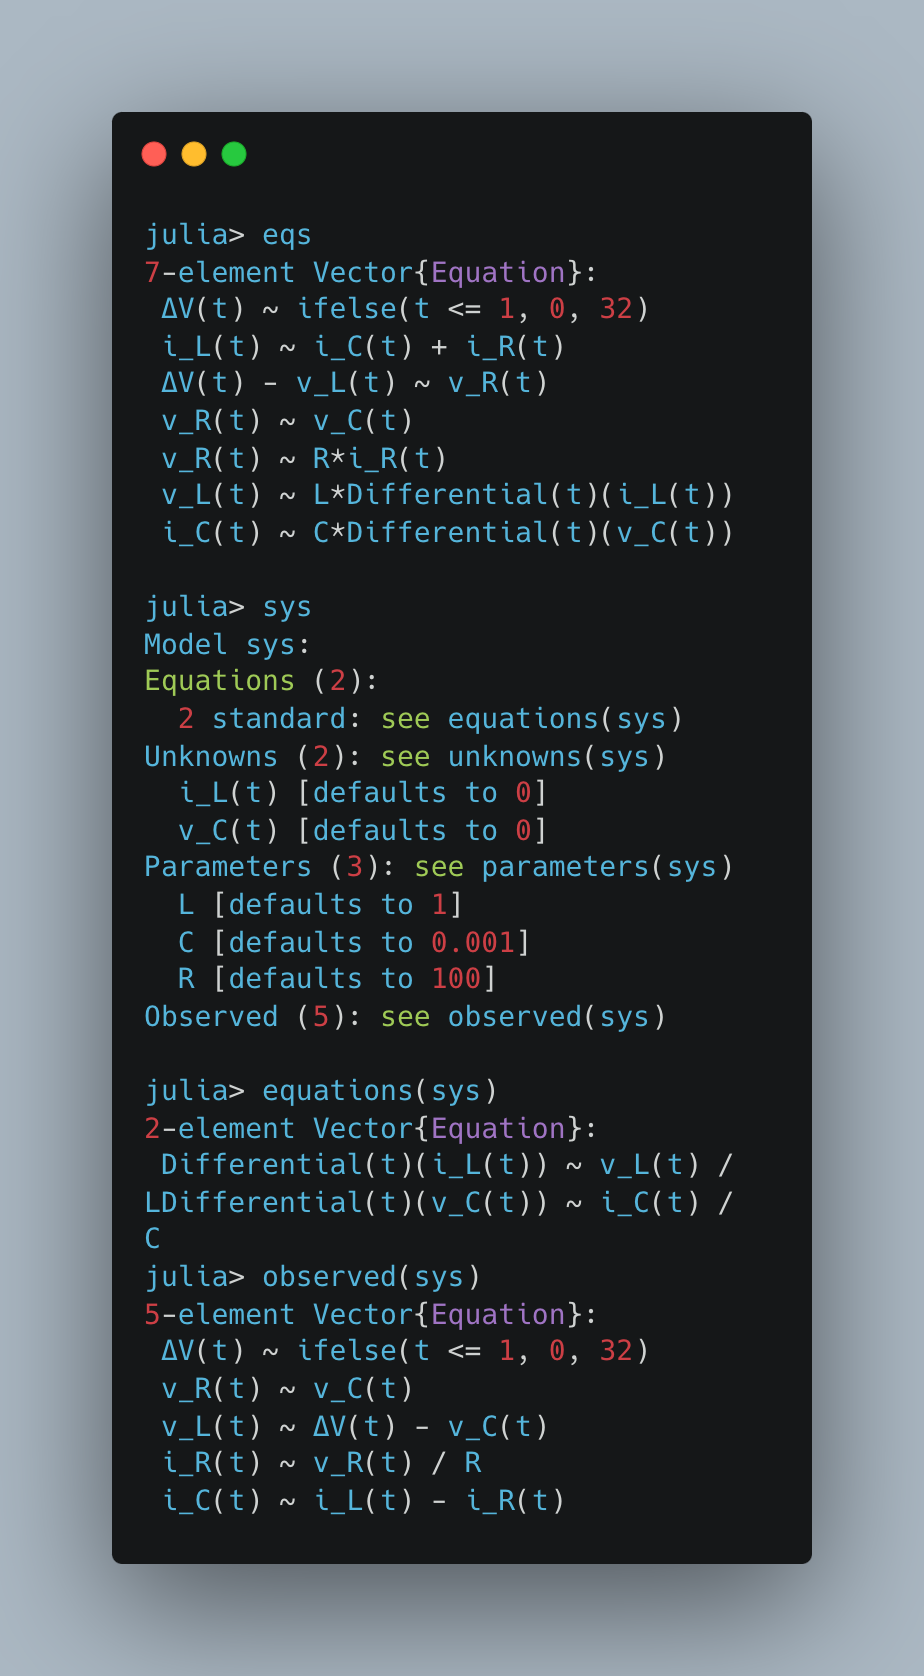 julia> eqs
7-element Vector{Equation}:
 ΔV(t) ~ ifelse(t <= 1, 0, 32)
 i_L(t) ~ i_C(t) + i_R(t)
 ΔV(t) - v_L(t) ~ v_R(t)
 v_R(t) ~ v_C(t)
 v_R(t) ~ R*i_R(t)
 v_L(t) ~ L*Differential(t)(i_L(t))
 i_C(t) ~ C*Differential(t)(v_C(t))

julia> sys
Model sys:
Equations (2):
  2 standard: see equations(sys)
Unknowns (2): see unknowns(sys)
  i_L(t) [defaults to 0]
  v_C(t) [defaults to 0]
Parameters (3): see parameters(sys)
  L [defaults to 1]
  C [defaults to 0.001]
  R [defaults to 100]
Observed (5): see observed(sys)

julia> equations(sys)
2-element Vector{Equation}:
 Differential(t)(i_L(t)) ~ v_L(t) /
LDifferential(t)(v_C(t)) ~ i_C(t) /
C
julia> observed(sys)
5-element Vector{Equation}:
 ΔV(t) ~ ifelse(t <= 1, 0, 32)
 v_R(t) ~ v_C(t)
 v_L(t) ~ ΔV(t) - v_C(t)
 i_R(t) ~ v_R(t) / R
 i_C(t) ~ i_L(t) - i_R(t)